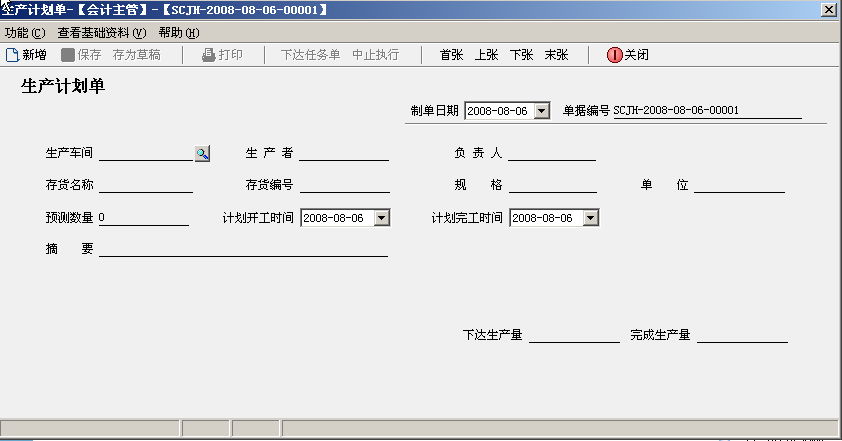 生产计划单-【会计主管】-【SCJH-2008-08-06-00001】
功能(C) 查看基础资料(V) 帮助(H)
新增 保存 存为草稿 打印 下达任务单 中止执行 首张 上张 下张 末张 关闭
生产计划单
制单日期 2008-08-06 单据编号 SCJH-2008-08-06-00001
生产车间 生 产 者 负 责 人
存货名称 存货编号 规 格 单 位
预测数量 0 计划开工时间 2008-08-06 计划完工时间 2008-08-06
摘 要
下达生产量 完成生产量